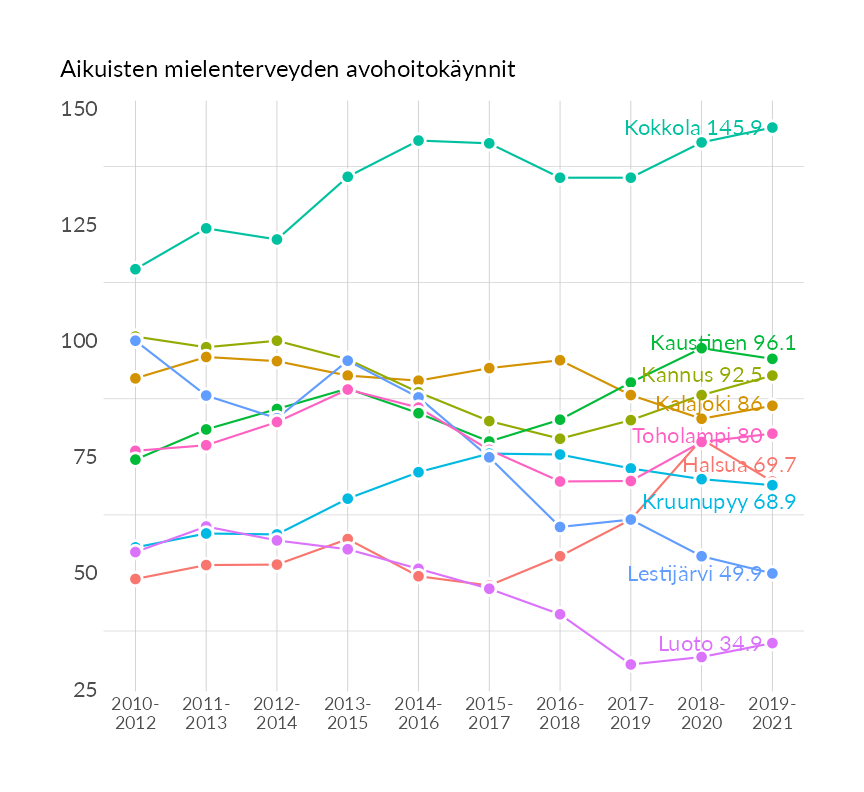 Aikuisten mielenterveyden avohoitokäynnit
150
Kokkola 145.9
125
100
Kaustinen 96.1
Kannus 92.5
Kalajoki 86
Toholampi 80
75
Halsua 69.7
Kruunupyy 68.9
50
Lestijärvi 49.9
Luoto 34.9
25
2010- 2011- 2012- 2013- 2014- 2015- 2016- 2017- 2018- 2019-
2012 2013 2014 2015 2016 2017 2018 2019 2020 2021